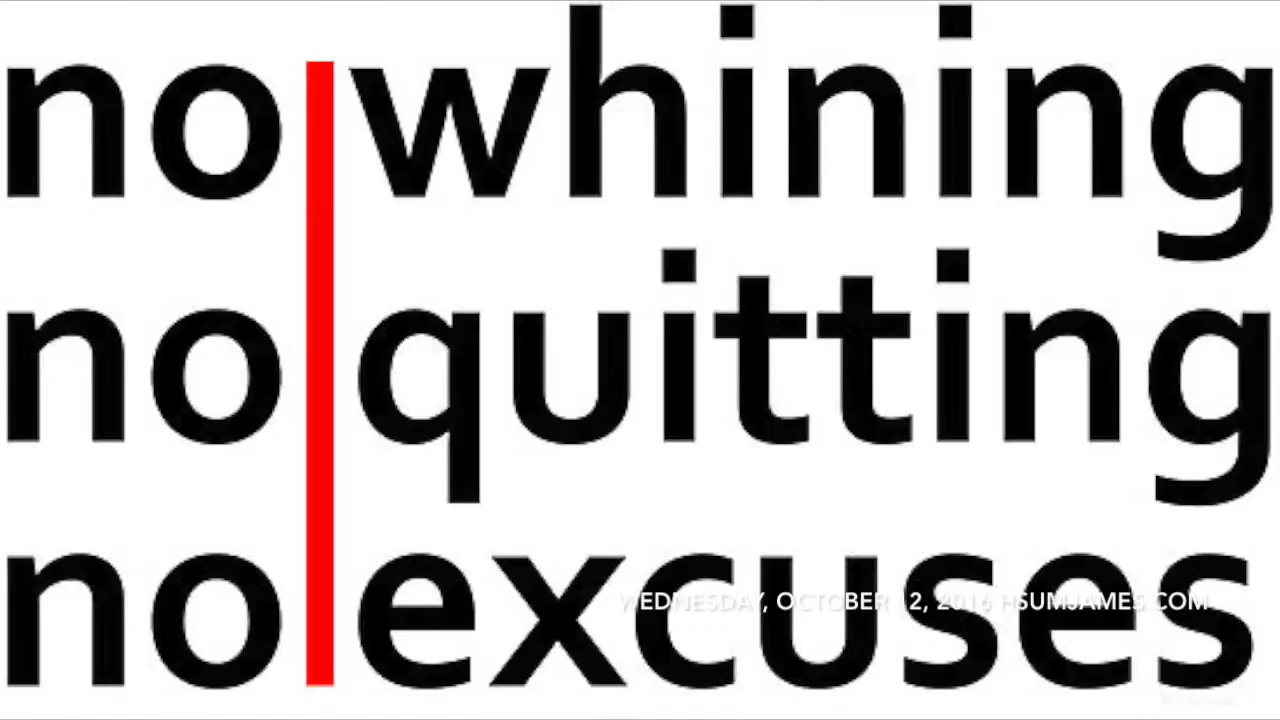 no whining
no quitting
no excuses
WEDNESDAY, OCTOBER 12, 2016 HSUMJAMES.COM